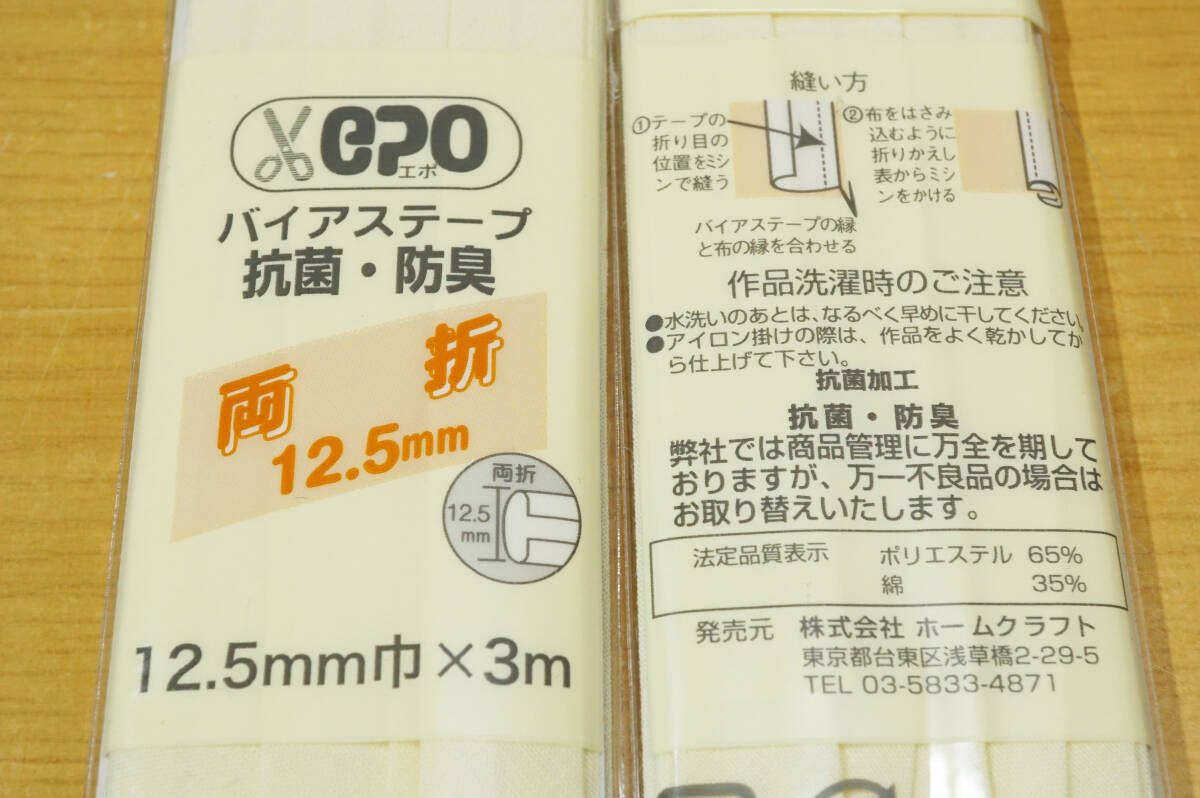 epo
エポ
バイアステープ
抗菌・防臭
両折
12.5mm
両折
12.5
mm
12.5mm巾×3m
縫い方
①テープの
折り目の
位置をミシ
ンで縫う
②布をはさみ
込むように
折りかえし
表からミシ
ンをかける
バイアステープの縁
と布の縁を合わせる
作品洗濯時のご注意
●水洗いのあとは、なるべく早めに干してください。
●アイロン掛けの際は、作品をよく乾かしてか
ら仕上げて下さい。
抗菌加工
抗菌・防臭
弊社では商品管理に万全を期して
おりますが、万一不良品の場合は
お取り替えいたします。
法定品質表示 ポリエステル 65%
綿 35%
発売元 株式会社 ホームクラフト
東京都台東区浅草橋2-29-5
TEL 03-5833-4871